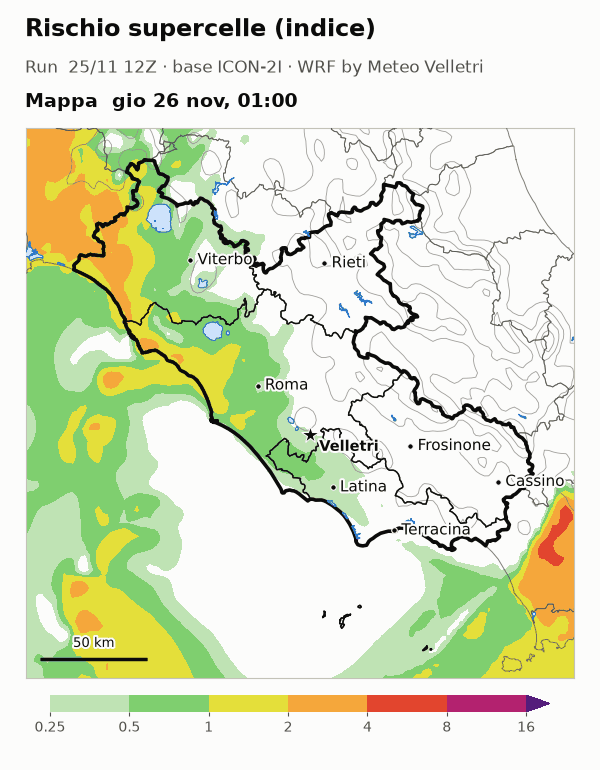 Rischio supercelle (indice)
Run  25/11 12Z · base ICON-2I · WRF by Meteo Velletri
Mappa  gio 26 nov, 01:00
Viterbo
Rieti
Roma
Velletri
Frosinone
Cassino
Latina
Terracina
50 km
0.25 0.5 1 2 4 8 16